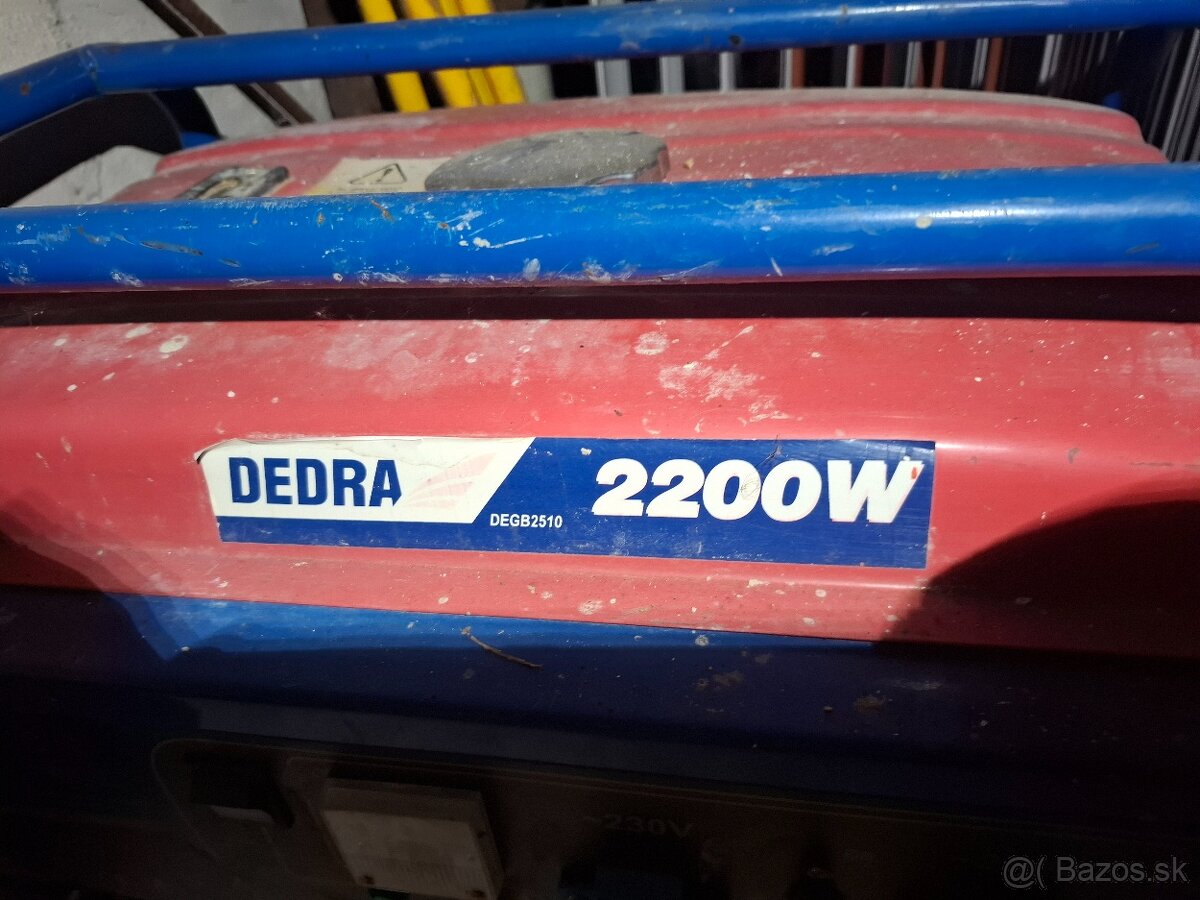 DEDRA
2200W
DEGB2510
~230V
@( Bazos.sk